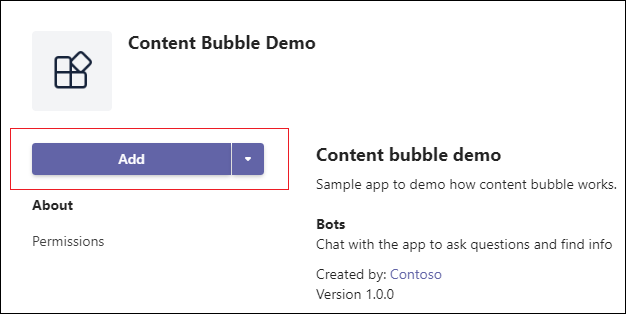 Content Bubble Demo
Add
About
Permissions
Content bubble demo
Sample app to demo how content bubble works.
Bots
Chat with the app to ask questions and find info
Created by: Contoso
Version 1.0.0